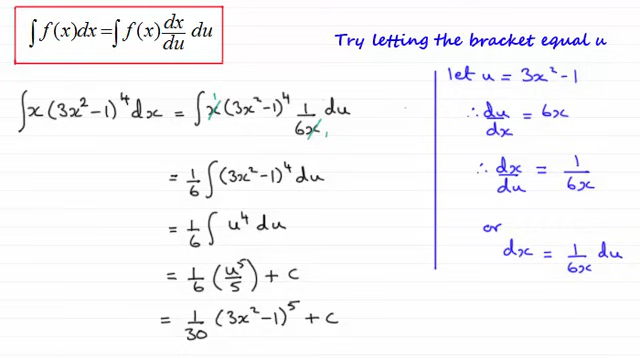 ∫ f(x)dx = ∫ f(x) dx/du du
Try letting the bracket equal u
∫ x(3x² - 1)⁴ dx = ∫ x(3x² - 1)⁴ 1/6x du
= 1/6 ∫ (3x² - 1)⁴ du
= 1/6 ∫ u⁴ du
= 1/6 (u⁵/5) + c
= 1/30 (3x² - 1)⁵ + c
let u = 3x² - 1
∴ du/dx = 6x
∴ dx/du = 1/6x
or
dx = 1/6x du